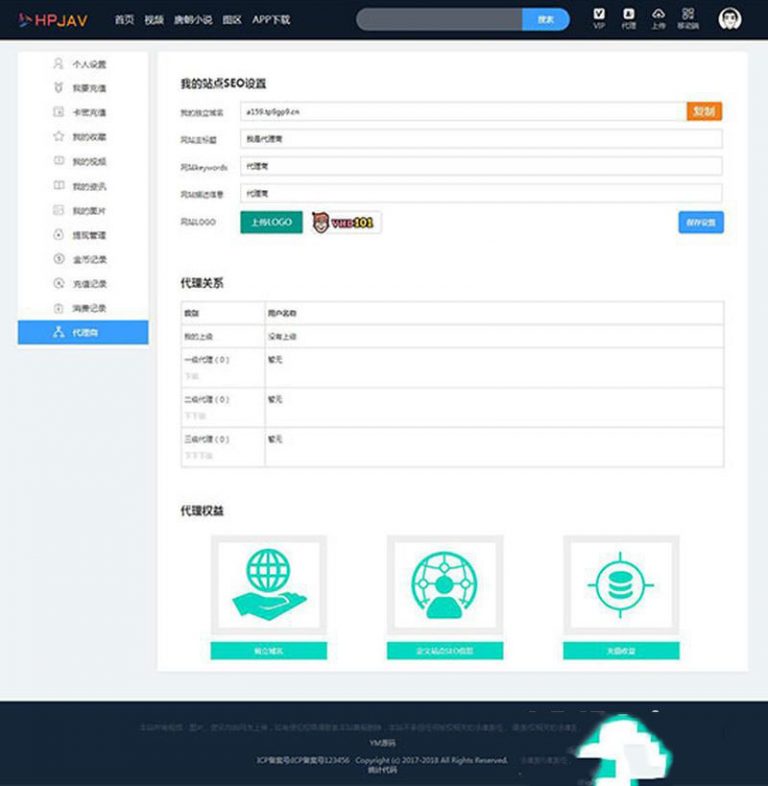 HPJAV 首页 视频 唐朝小说 图区 APP下载 搜索 VIP 代理 上传 移动端
个人设置
我要充值
卡密充值
我的收藏
我的视频
我的资讯
我的图片
提现管理
金币记录
充值记录
消费记录
代理商
我的站点SEO设置
我的独立域名 a159.tp9gp9.cn 复制
网站主标题 我是代理商
网站keywords 代理商
网站描述信息 代理商
网站LOGO 上传LOGO VHD101 保存设置
代理关系
级别 用户名称
我的上级 没有上级
一级代理（0） 暂无
下级
二级代理（0） 暂无
下下级
三级代理（0） 暂无
下下下级
代理权益
独立域名 定义站点SEO信息 充值收益
YM源码
ICP备案号:ICP备案号123456 Copyright (c) 2017-2018 All Rights Reserved.
统计代码